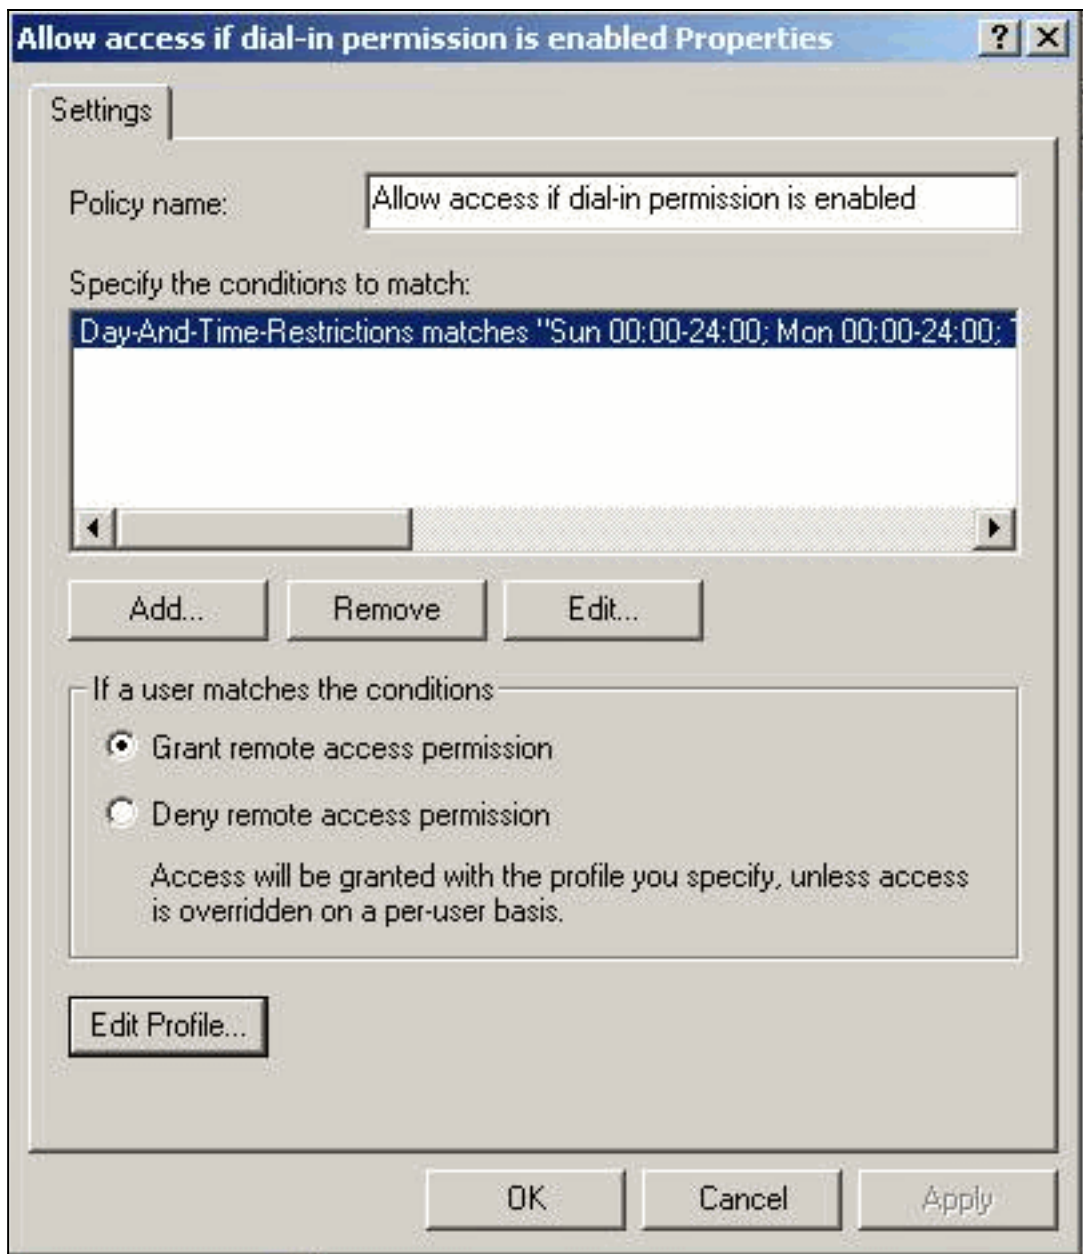 Allow access if dial-in permission is enabled Properties
Settings
Policy name:
Allow access if dial-in permission is enabled
Specify the conditions to match:
Day-And-Time-Restrictions matches "Sun 00:00-24:00; Mon 00:00-24:00;
Add...
Remove
Edit...
If a user matches the conditions
Grant remote access permission
Deny remote access permission
Access will be granted with the profile you specify, unless access
is overridden on a per-user basis.
Edit Profile...
OK
Cancel
Apply